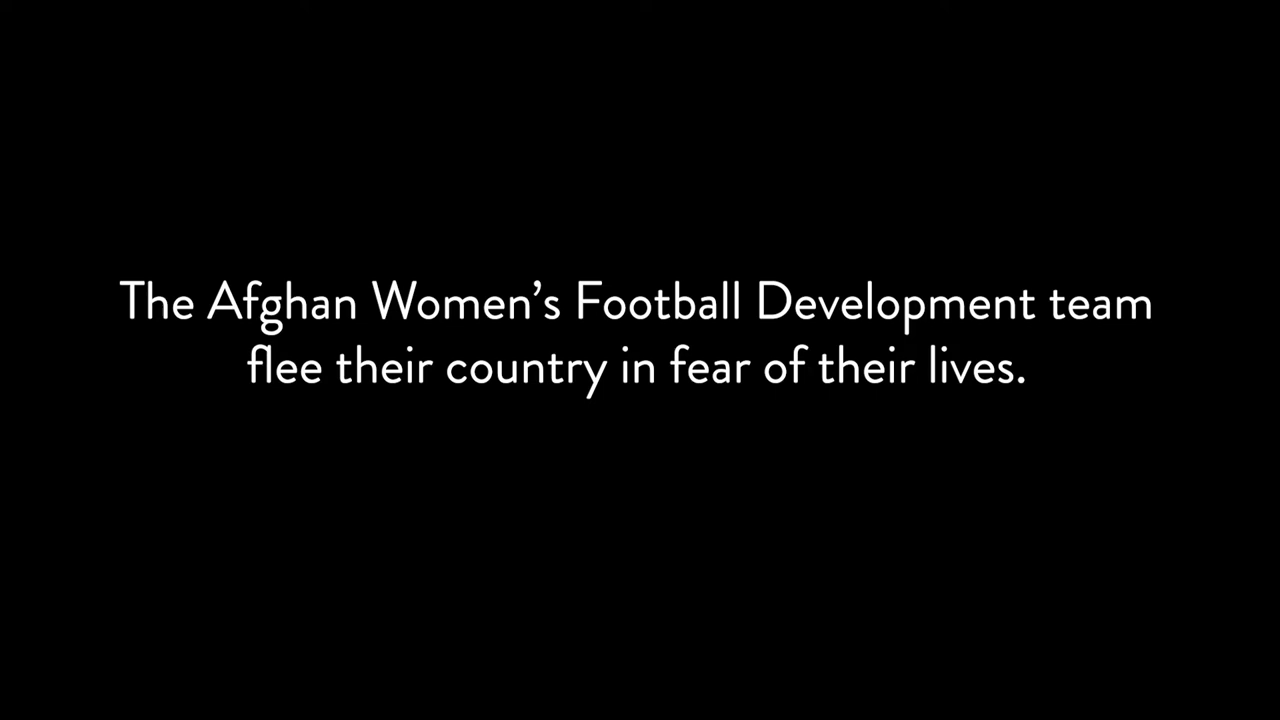 The Afghan Women’s Football Development team
flee their country in fear of their lives.